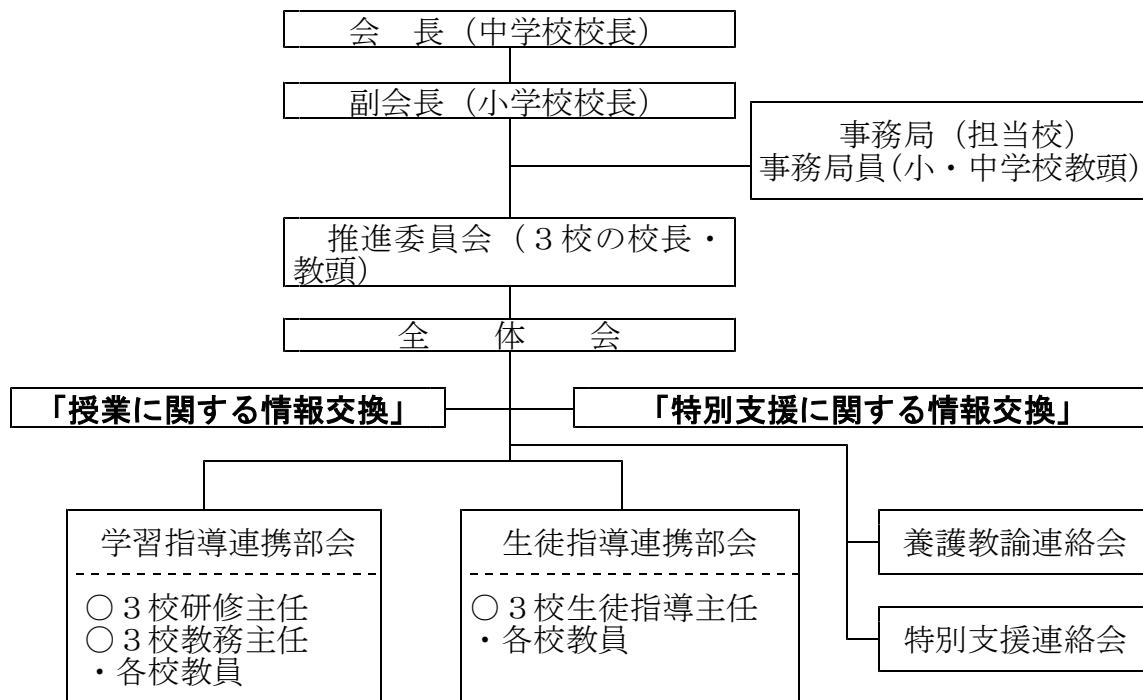 会　長（中学校校長）
副会長（小学校校長）
事務局（担当校）
事務局員（小・中学校教頭）
推進委員会（３校の校長・
教頭）
全　体　会
「授業に関する情報交換」
「特別支援に関する情報交換」
学習指導連携部会
○３校研修主任
○３校教務主任
・各校教員
生徒指導連携部会
○３校生徒指導主任
・各校教員
養護教諭連絡会
特別支援連絡会